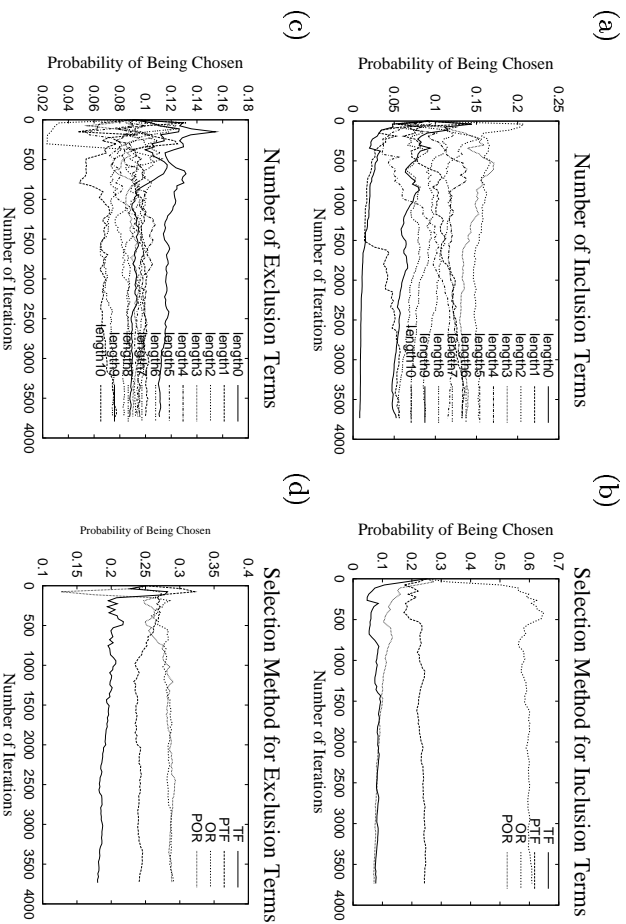 (a)
Number of Inclusion Terms
Probability of Being Chosen
0.25
0.2
0.15
0.1
0.05
0
0 500 1000 1500 2000 2500 3000 3500 4000
Number of Iterations
length0
length1
length2
length3
length4
length5
length6
length7
length8
length9
length10
(b)
Selection Method for Inclusion Terms
Probability of Being Chosen
0.7
0.6
0.5
0.4
0.3
0.2
0.1
0
0 500 1000 1500 2000 2500 3000 3500 4000
Number of Iterations
TF
PTF
OR
POR
(c)
Number of Exclusion Terms
Probability of Being Chosen
0.18
0.16
0.14
0.12
0.1
0.08
0.06
0.04
0.02
0 500 1000 1500 2000 2500 3000 3500 4000
Number of Iterations
length0
length1
length2
length3
length4
length5
length6
length7
length8
length9
length10
(d)
Selection Method for Exclusion Terms
Probability of Being Chosen
0.4
0.35
0.3
0.25
0.2
0.15
0.1
0 500 1000 1500 2000 2500 3000 3500 4000
Number of Iterations
TF
PTF
OR
POR